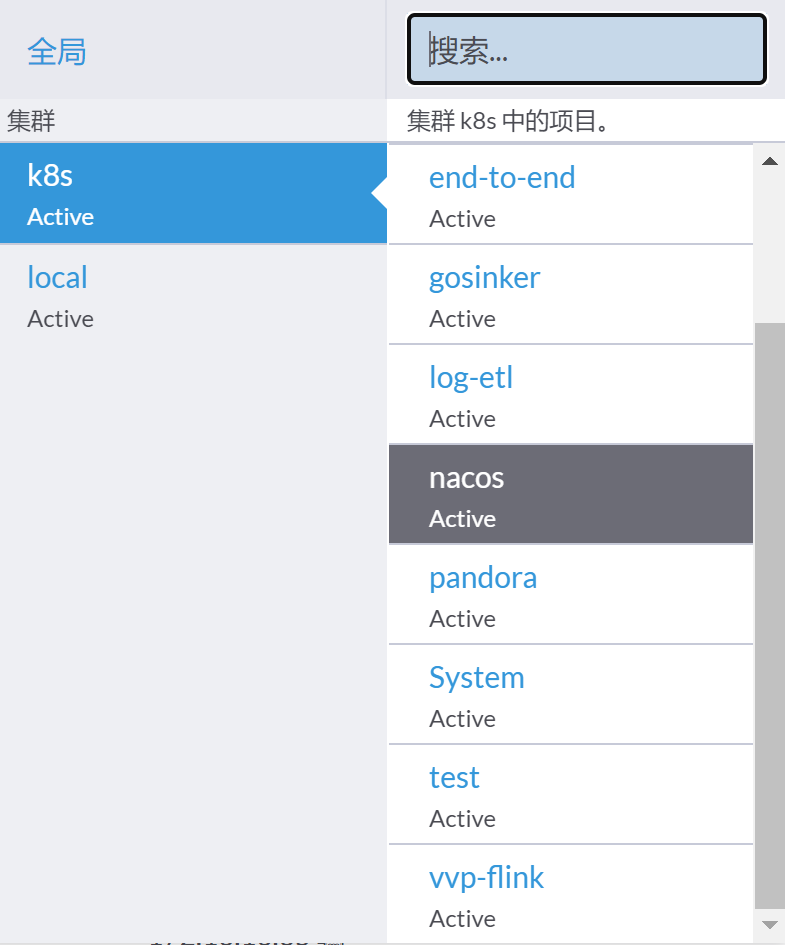 全局
搜索...
集群
集群 k8s 中的项目。
k8s
Active
local
Active
end-to-end
Active
gosinker
Active
log-etl
Active
nacos
Active
pandora
Active
System
Active
test
Active
vvp-flink
Active